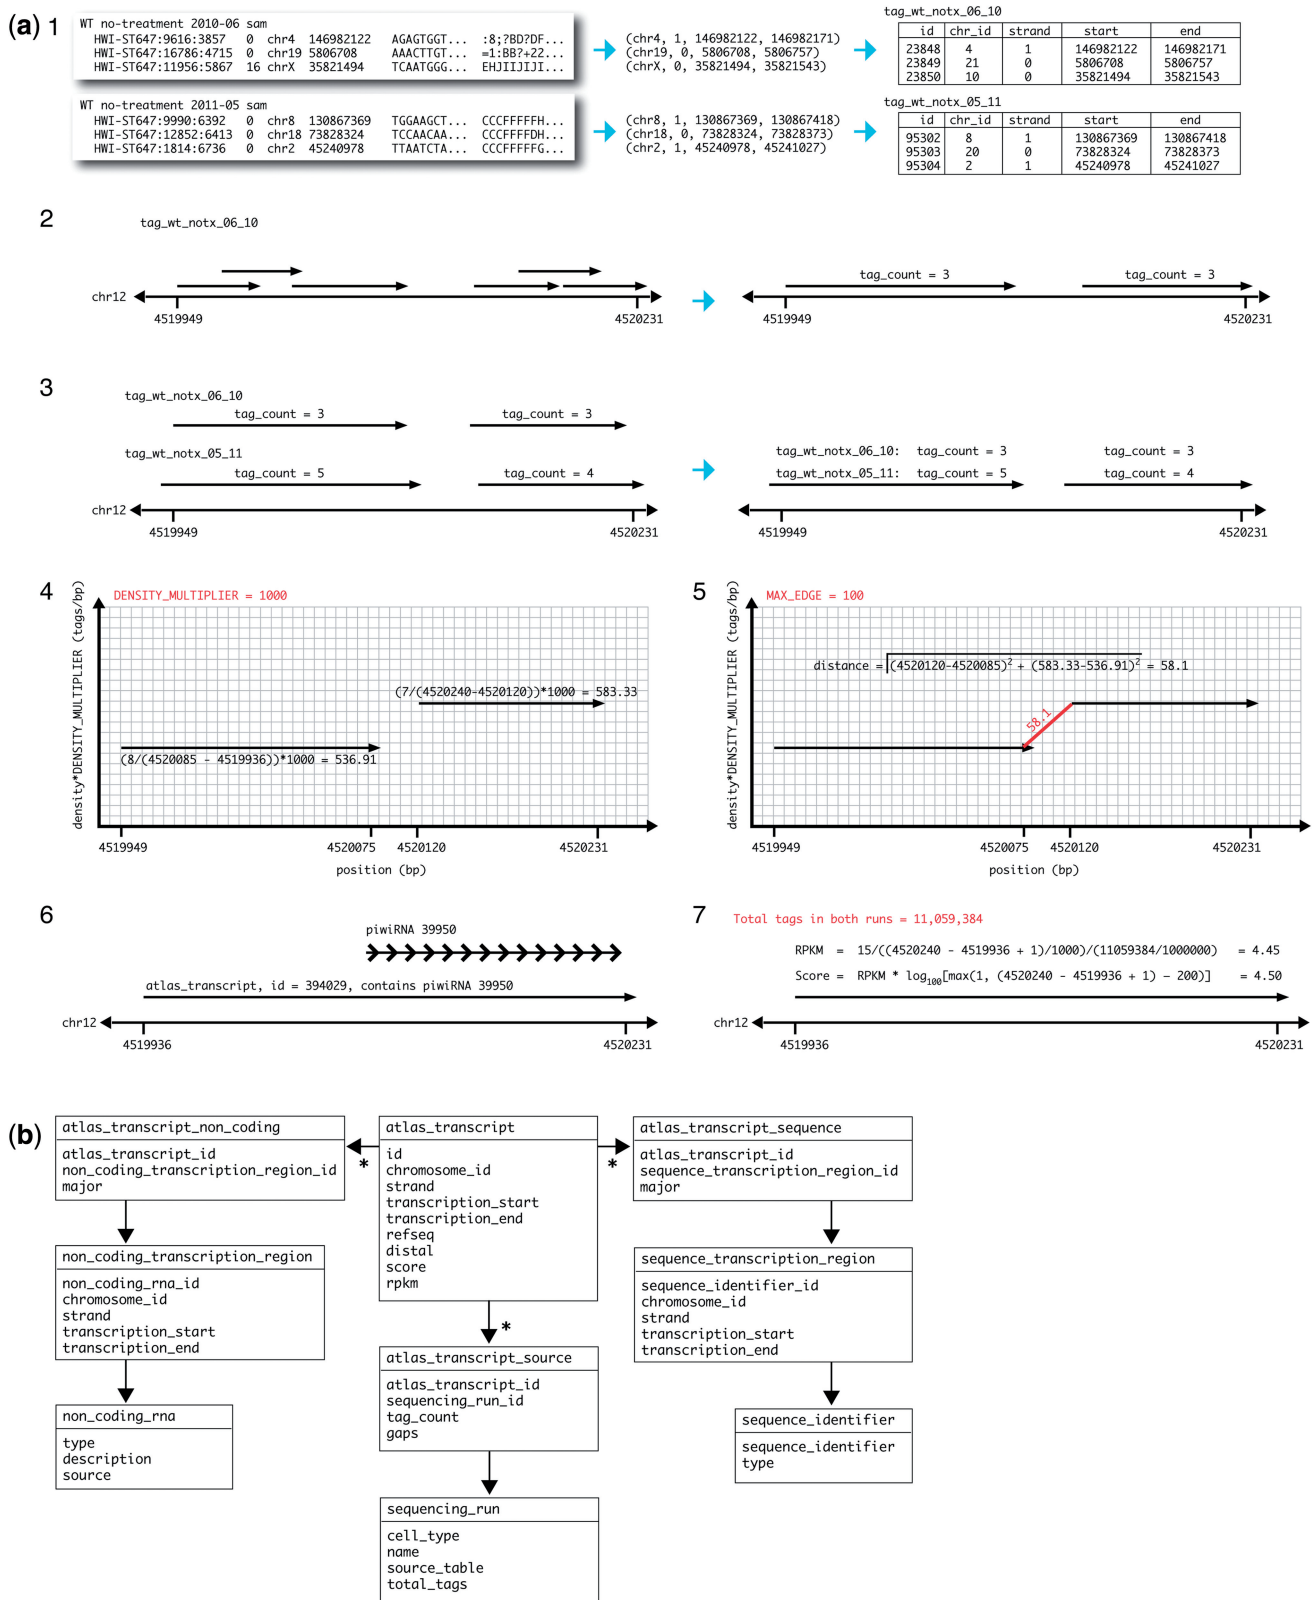 (a) 1
WT no-treatment 2010-06 sam
HWI-ST647:9616:3857 0 chr4 146982122 AGAGTGGT... :8;?BD?DF...
HWI-ST647:16786:4715 0 chr19 5806708 AAACTTGT... =1:BB?+22...
HWI-ST647:11956:5867 16 chrX 35821494 TCAATGGG... EHJIIJIJI...
(chr4, 1, 146982122, 146982171)
(chr19, 0, 5806708, 5806757)
(chrX, 0, 35821494, 35821543)
tag_wt_notx_06_10
id chr_id strand start end
23848 4 1 146982122 146982171
23849 21 0 5806708 5806757
23850 10 0 35821494 35821543
WT no-treatment 2011-05 sam
HWI-ST647:9990:6392 0 chr8 130867369 TGGAAGCT... CCCFFFFFH...
HWI-ST647:12852:6413 0 chr18 73828324 TCCAACAA... CCCFFFFDH...
HWI-ST647:1814:6736 0 chr2 45240978 TTAATCTA... CCCFFFFFG...
(chr8, 1, 130867369, 130867418)
(chr18, 0, 73828324, 73828373)
(chr2, 1, 45240978, 45241027)
tag_wt_notx_05_11
id chr_id strand start end
95302 8 1 130867369 130867418
95303 20 0 73828324 73828373
95304 2 1 45240978 45241027
2
tag_wt_notx_06_10
chr12
4519949 4520231
tag_count = 3 tag_count = 3
4519949 4520231
3
tag_wt_notx_06_10
tag_count = 3 tag_count = 3
tag_wt_notx_05_11
tag_count = 5 tag_count = 4
chr12
4519949 4520231
tag_wt_notx_06_10: tag_count = 3 tag_count = 3
tag_wt_notx_05_11: tag_count = 5 tag_count = 4
4519949 4520231
4
DENSITY_MULTIPLIER = 1000
density*DENSITY_MULTIPLIER (tags/bp)
(7/(4520240-4520120))*1000 = 583.33
(8/(4520085 - 4519936))*1000 = 536.91
4519949 4520075 4520120 4520231
position (bp)
5
MAX_EDGE = 100
density*DENSITY_MULTIPLIER (tags/bp)
distance = √(4520120-4520085)² + (583.33-536.91)² = 58.1
58.1
4519949 4520075 4520120 4520231
position (bp)
6
piwiRNA 39950
atlas_transcript, id = 394029, contains piwiRNA 39950
chr12
4519936 4520231
7
Total tags in both runs = 11,059,384
RPKM = 15/((4520240 - 4519936 + 1)/1000)/(11059384/1000000) = 4.45
Score = RPKM * log₁₀₀[max(1, (4520240 - 4519936 + 1) - 200)] = 4.50
chr12
4519936 4520231
(b)
atlas_transcript_non_coding
atlas_transcript_id
non_coding_transcription_region_id
major
*
non_coding_transcription_region
non_coding_rna_id
chromosome_id
strand
transcription_start
transcription_end
non_coding_rna
type
description
source
atlas_transcript
id
chromosome_id
strand
transcription_start
transcription_end
refseq
distal
score
rpkm
*
atlas_transcript_source
atlas_transcript_id
sequencing_run_id
tag_count
gaps
sequencing_run
cell_type
name
source_table
total_tags
*
atlas_transcript_sequence
atlas_transcript_id
sequence_transcription_region_id
major
sequence_transcription_region
sequence_identifier_id
chromosome_id
strand
transcription_start
transcription_end
sequence_identifier
sequence_identifier
type